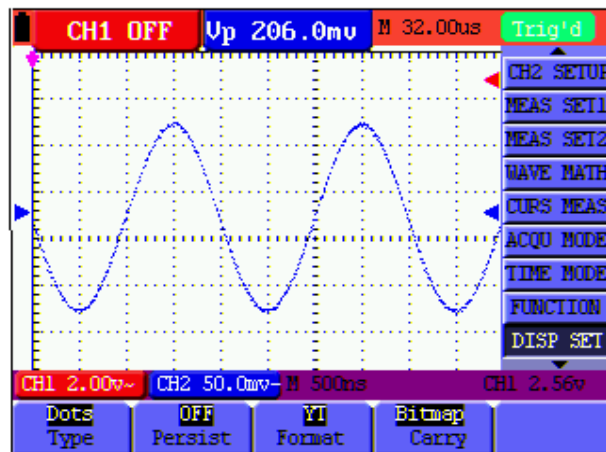 CH1 OFF Vp 206.0mv M 32.00us Trig'd
CH2 SETUP
MEAS SET1
MEAS SET2
WAVE MATH
CURS MEAS
ACQU MODE
TIME MODE
FUNCTION
DISP SET
CH1 2.00v~ CH2 50.0mv- M 500ns CH1 2.56v
Dots OFF YT Bitmap
Type Persist Format Carry